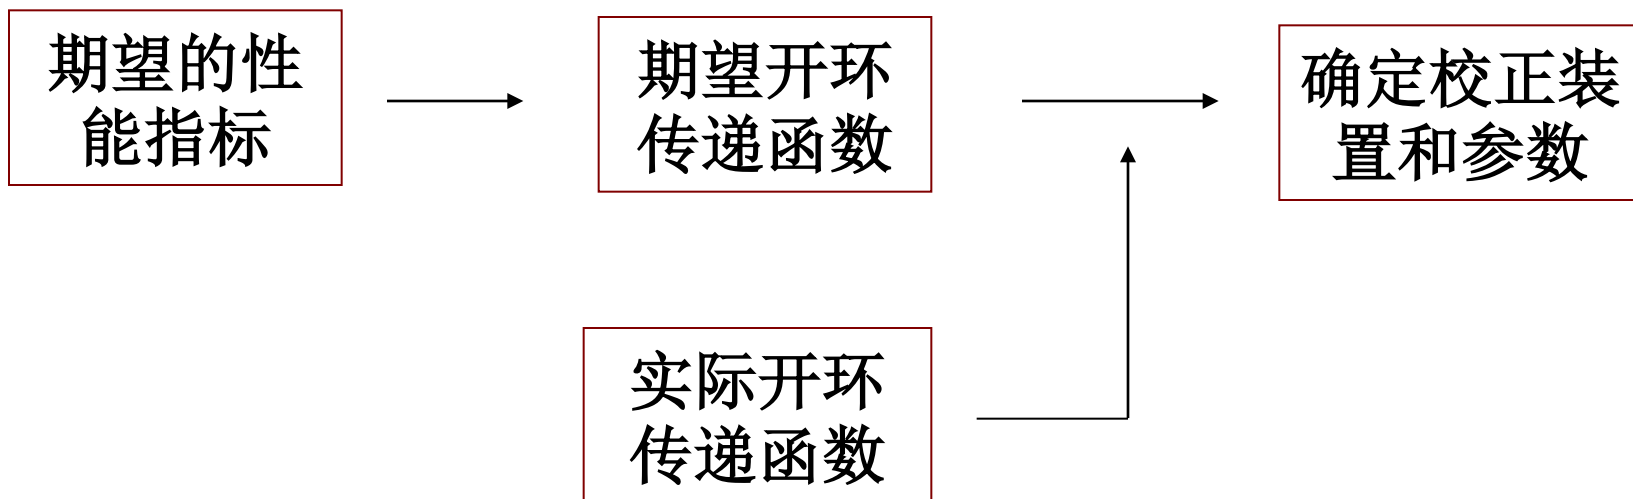 期望的性
能指标
期望开环
传递函数
确定校正装
置和参数
实际开环
传递函数